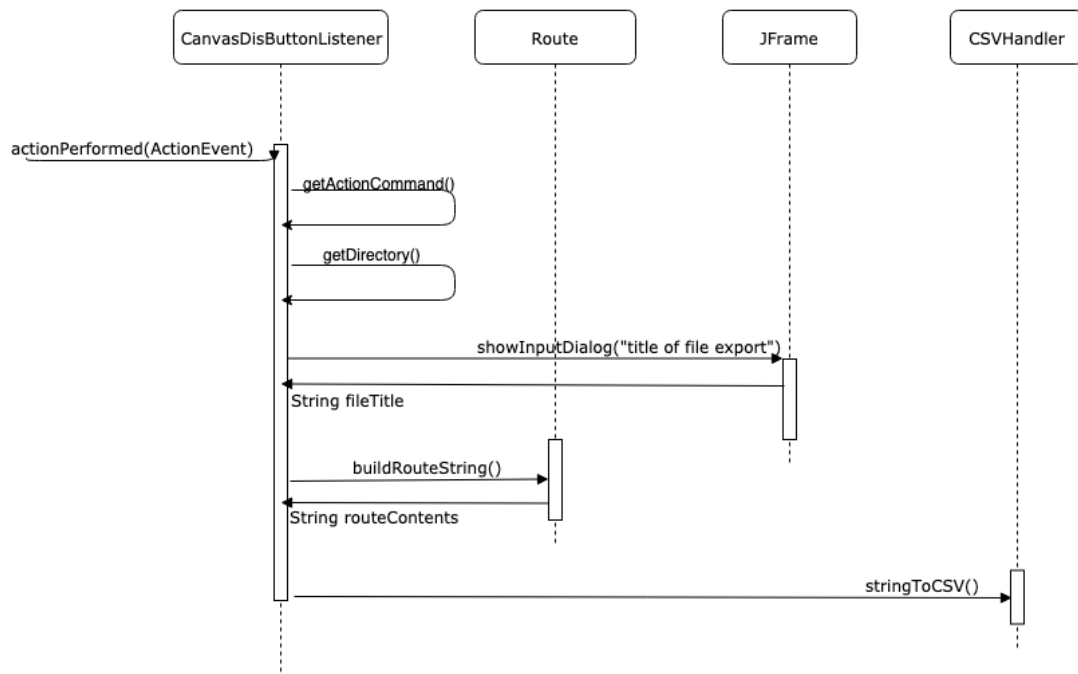 CanvasDisButtonListener
Route
JFrame
CSVHandler
actionPerformed(ActionEvent)
getActionCommand()
getDirectory()
showInputDialog("title of file export")
String fileTitle
buildRouteString()
String routeContents
stringToCSV()